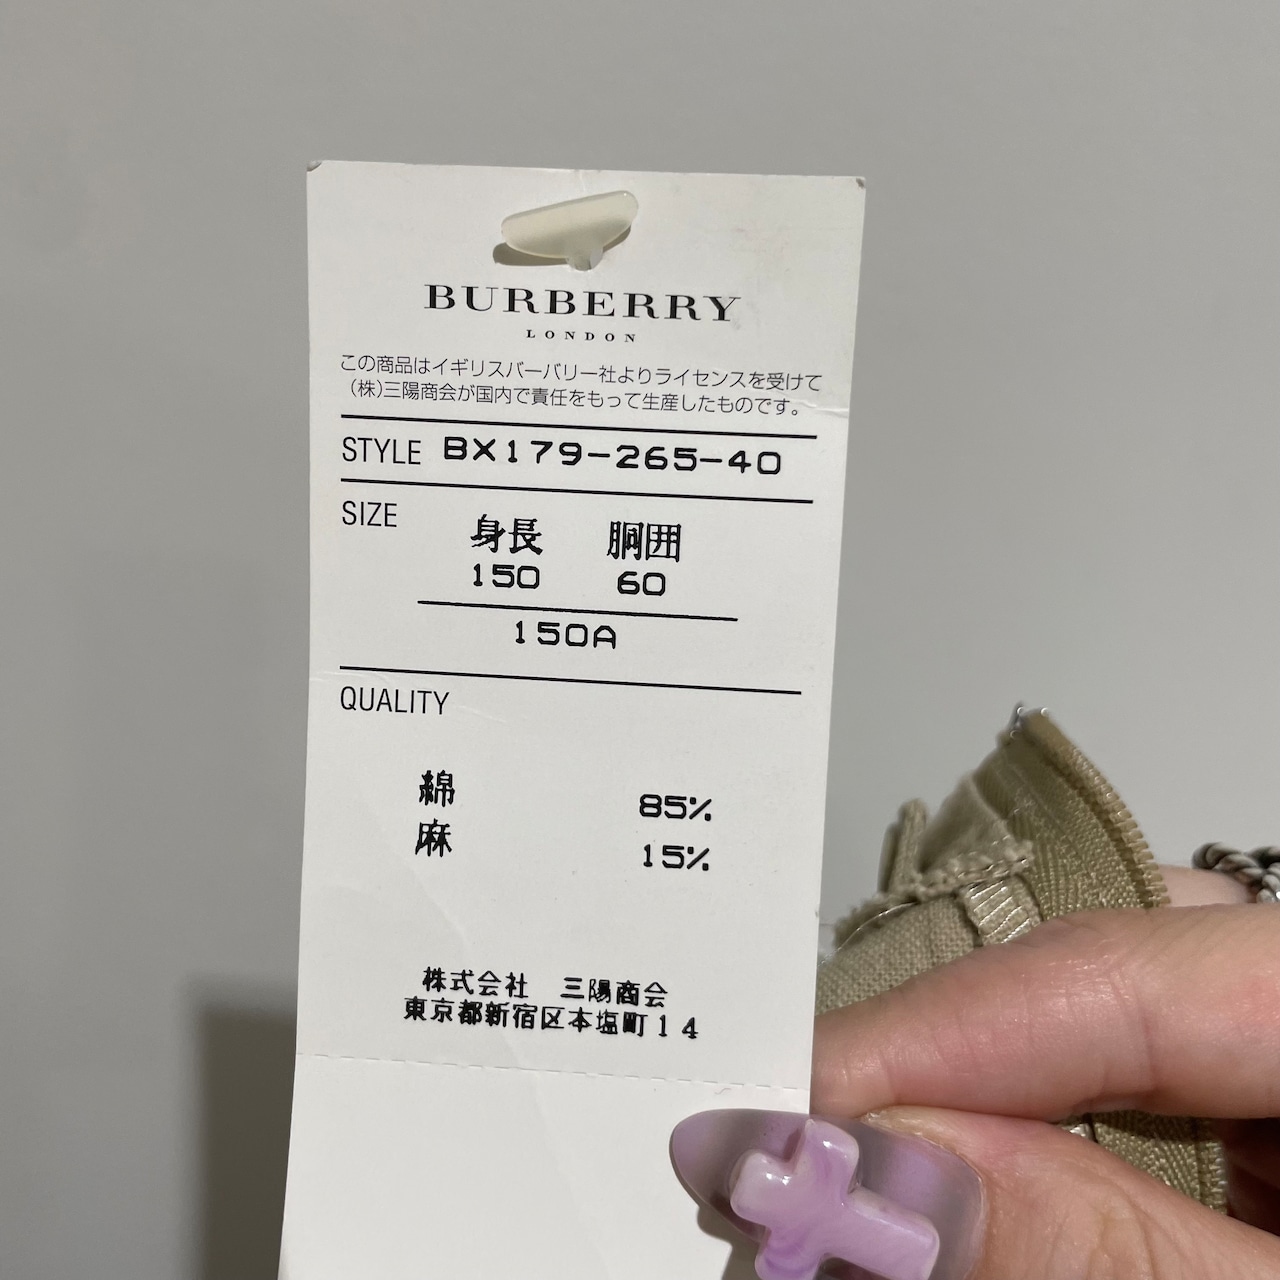 BURBERRY
LONDON
この商品はイギリスバーバリー社よりライセンスを受けて
(株)三陽商会が国内で責任をもって生産したものです。
STYLE BX179-265-40
SIZE 身長 胴囲
150 60
150A
QUALITY
綿 85%
麻 15%
株式会社 三陽商会
東京都新宿区本塩町14